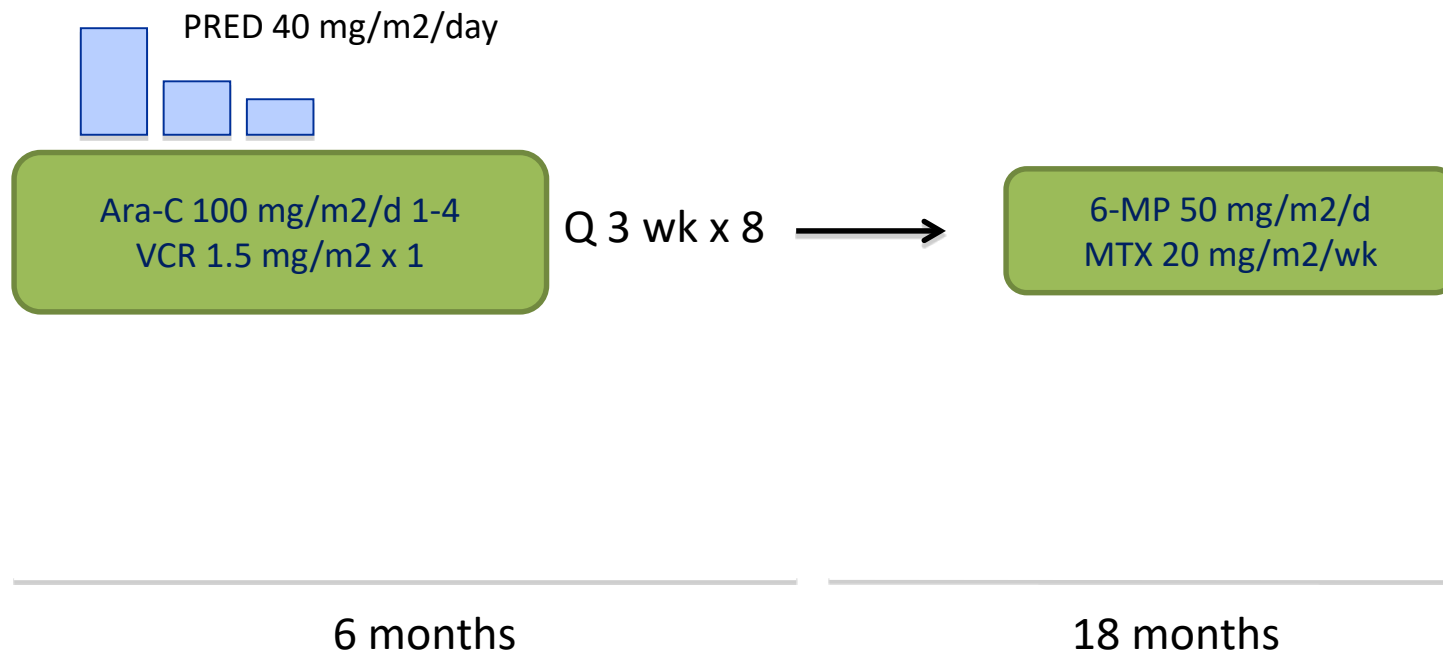 PRED 40 mg/m2/day
Ara-C 100 mg/m2/d 1-4
VCR 1.5 mg/m2 x 1
Q 3 wk x 8
6-MP 50 mg/m2/d
MTX 20 mg/m2/wk
6 months
18 months